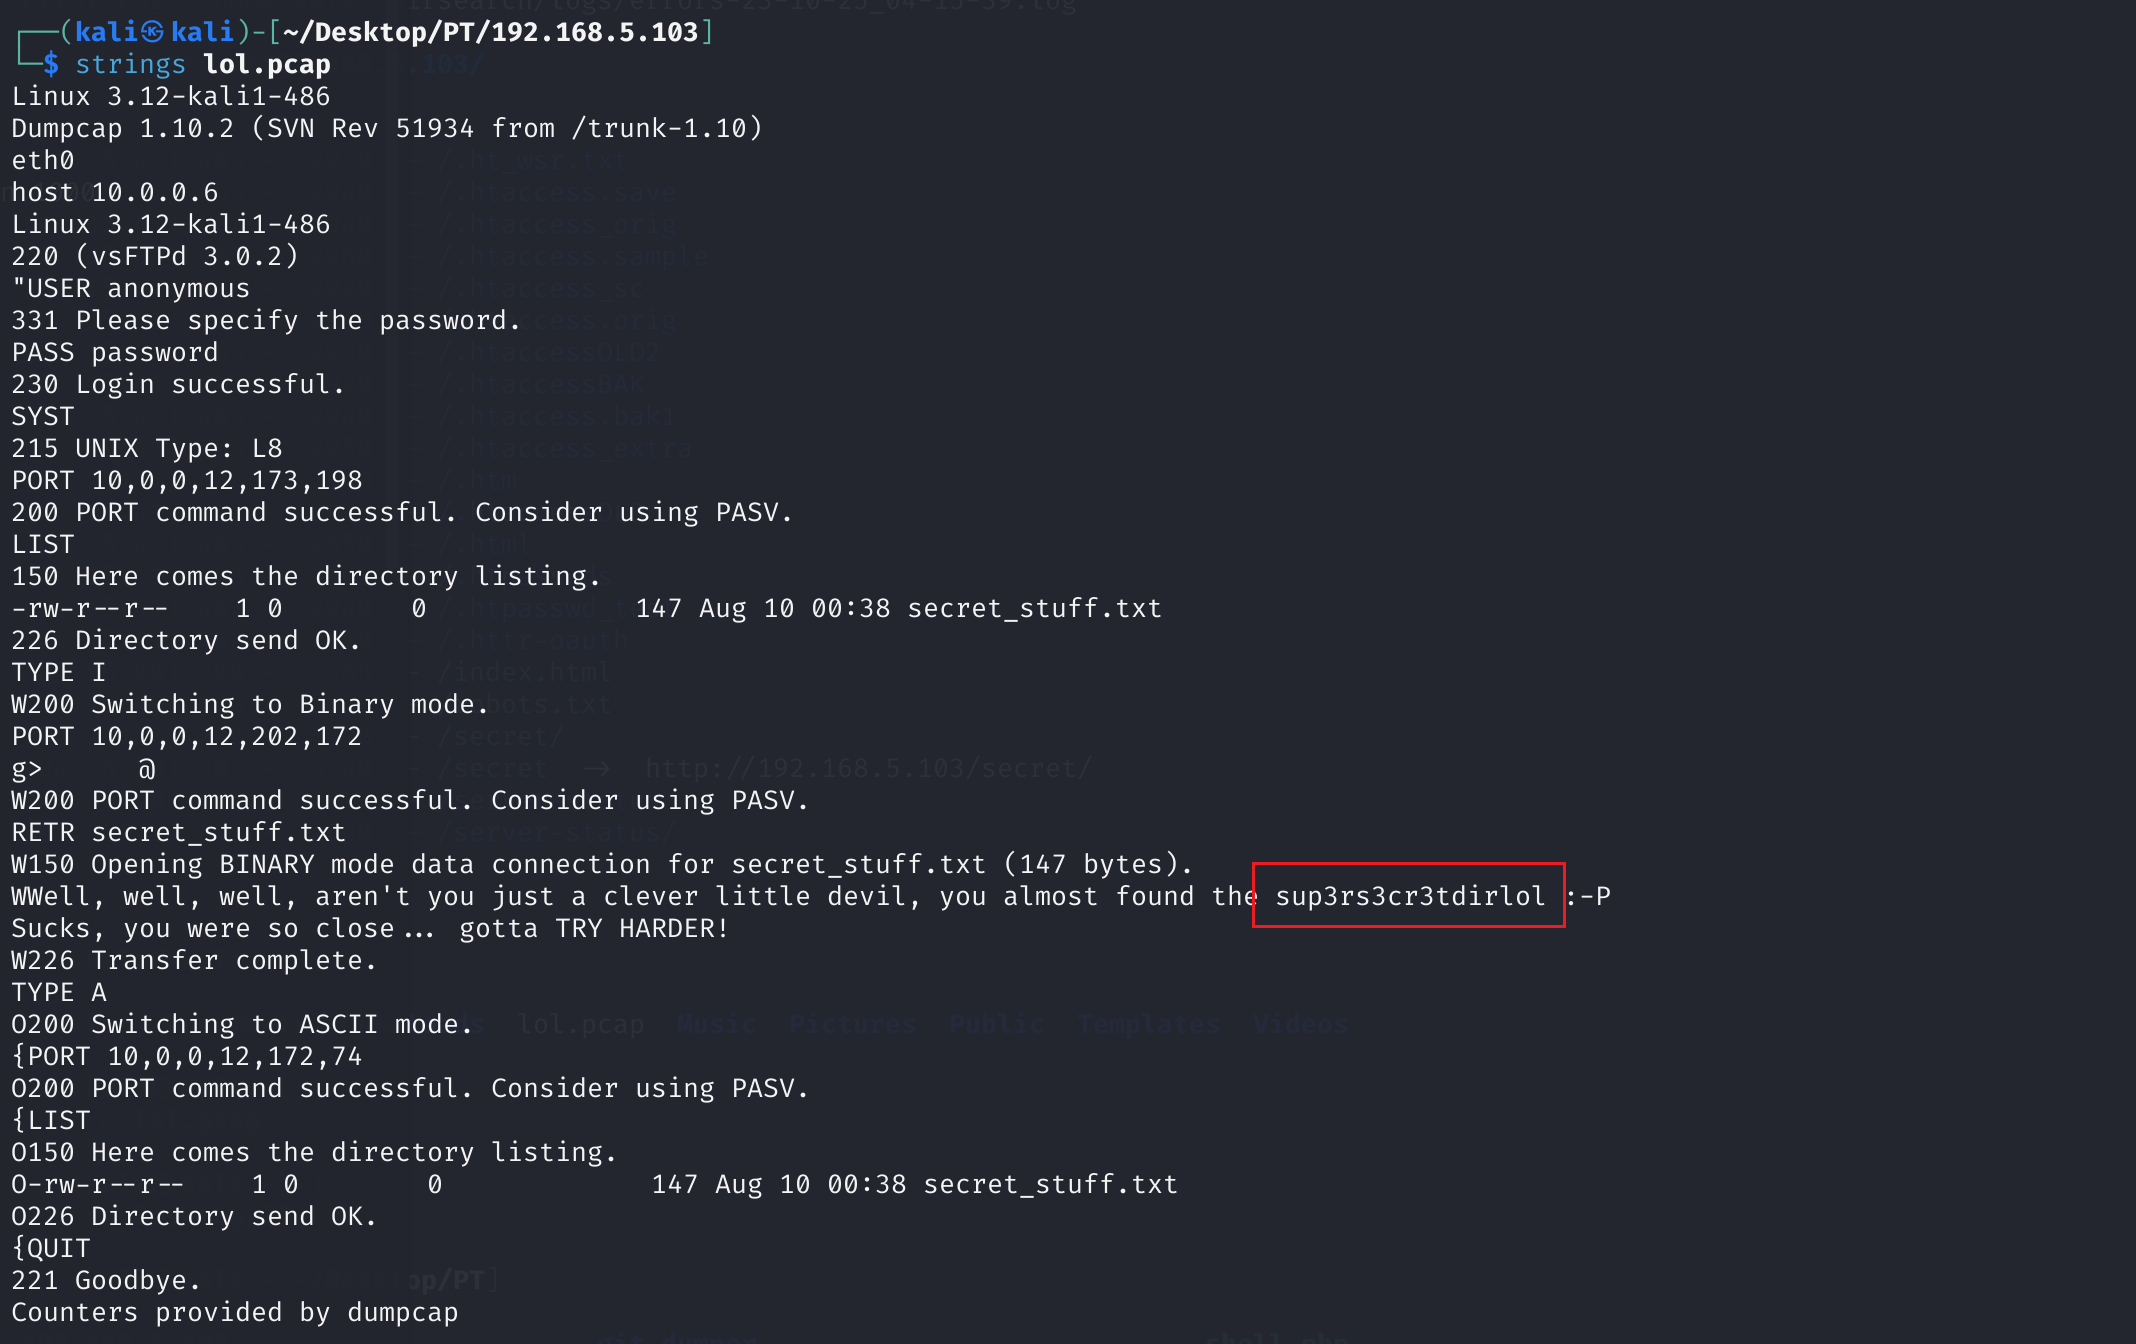 irsearch/logs/errors-23-10-25_04-15-39.log
┌──(kali㉿kali)-[~/Desktop/PT/192.168.5.103]
└─$ strings lol.pcap
Linux 3.12-kali1-486
Dumpcap 1.10.2 (SVN Rev 51934 from /trunk-1.10)
eth0
host 10.0.0.6
Linux 3.12-kali1-486
220 (vsFTPd 3.0.2)
"USER anonymous
331 Please specify the password.
PASS password
230 Login successful.
SYST
215 UNIX Type: L8
PORT 10,0,0,12,173,198
200 PORT command successful. Consider using PASV.
LIST
150 Here comes the directory listing.
-rw-r--r--    1 0        0             147 Aug 10 00:38 secret_stuff.txt
226 Directory send OK.
TYPE I
W200 Switching to Binary mode.
PORT 10,0,0,12,202,172
g>      @
W200 PORT command successful. Consider using PASV.
RETR secret_stuff.txt
W150 Opening BINARY mode data connection for secret_stuff.txt (147 bytes).
WWell, well, well, aren't you just a clever little devil, you almost found the sup3rs3cr3tdirlol :-P
Sucks, you were so close... gotta TRY HARDER!
W226 Transfer complete.
TYPE A
O200 Switching to ASCII mode.
{PORT 10,0,0,12,172,74
O200 PORT command successful. Consider using PASV.
{LIST
O150 Here comes the directory listing.
O-rw-r--r--    1 0        0             147 Aug 10 00:38 secret_stuff.txt
O226 Directory send OK.
{QUIT
221 Goodbye.
Counters provided by dumpcap